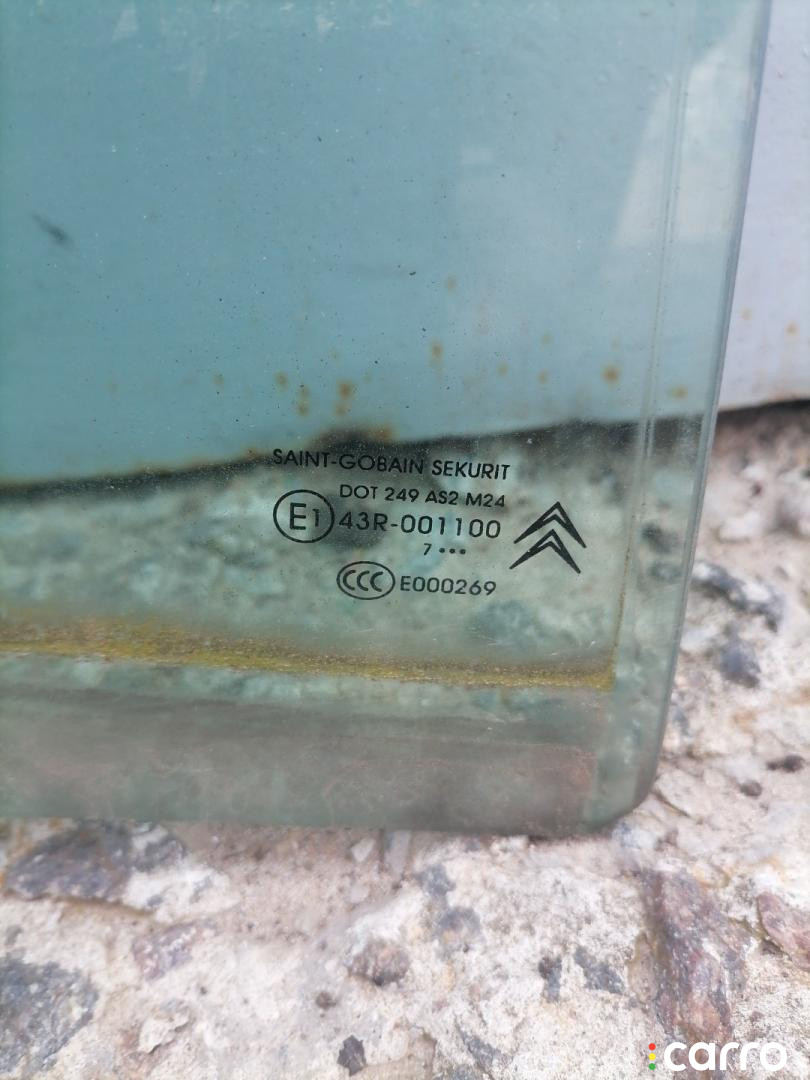 SAINT-GOBAIN SEKURIT
DOT 249 AS2 M24
E1 43R-001100
7 •••
CCC E000269
carro